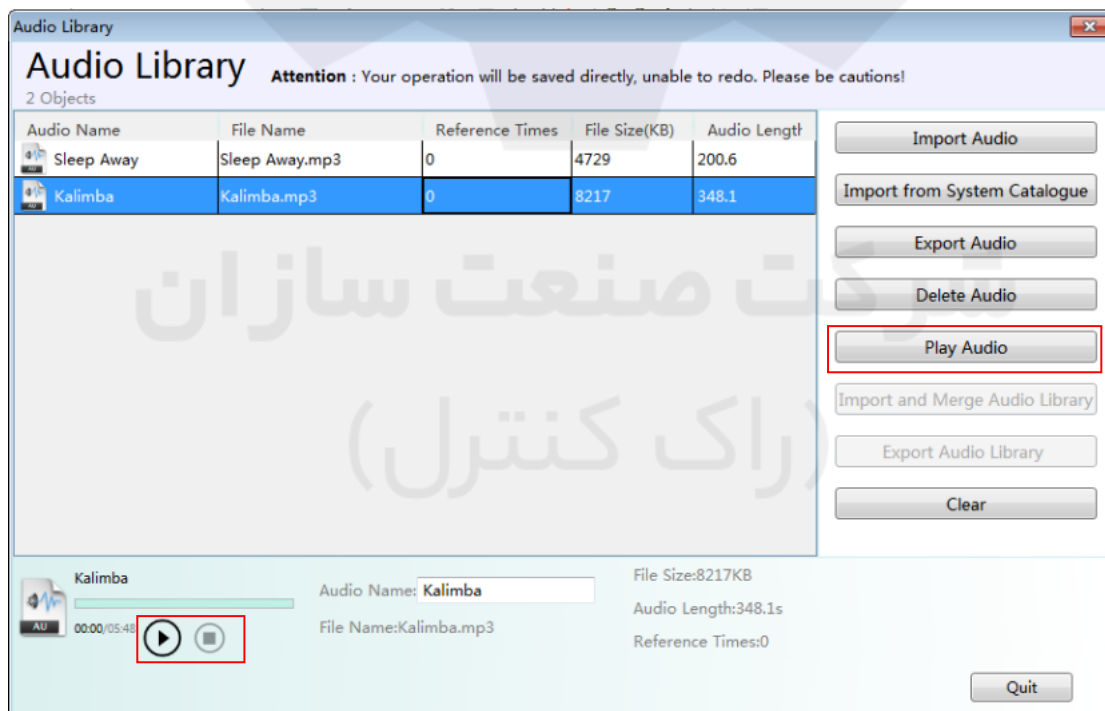 Audio Library
Audio Library
Attention : Your operation will be saved directly, unable to redo. Please be cautions!
2 Objects
Audio Name File Name Reference Times File Size(KB) Audio Lengtł
AU Sleep Away Sleep Away.mp3 0 4729 200.6
AU Kalimba Kalimba.mp3 0 8217 348.1
Import Audio
Import from System Catalogue
Export Audio
Delete Audio
Play Audio
Import and Merge Audio Library
Export Audio Library
Clear
شرکت صنعت سازان
(راک کنترل)
Kalimba
AU
00:00/05:48
Audio Name: Kalimba
File Name:Kalimba.mp3
File Size:8217KB
Audio Length:348.1s
Reference Times:0
Quit